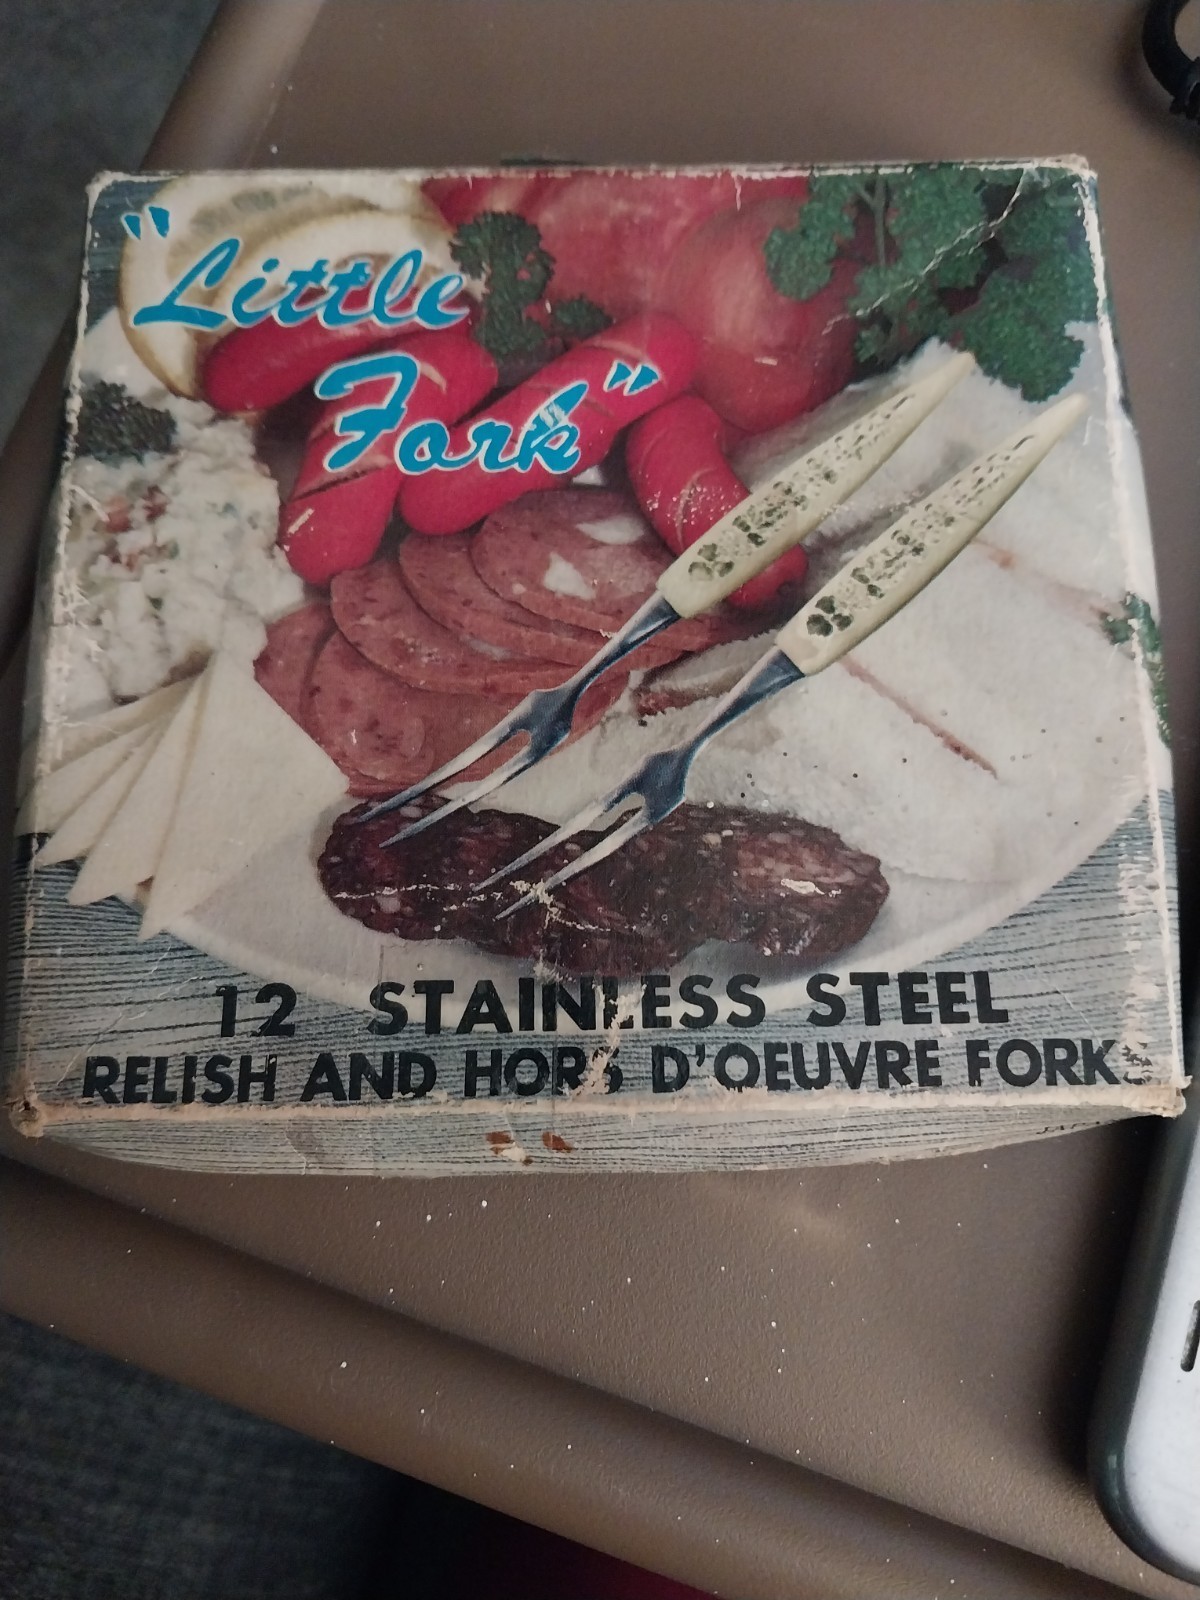 "Little
Fork"
12 STAINLESS STEEL
RELISH AND HORS D'OEUVRE FORKS